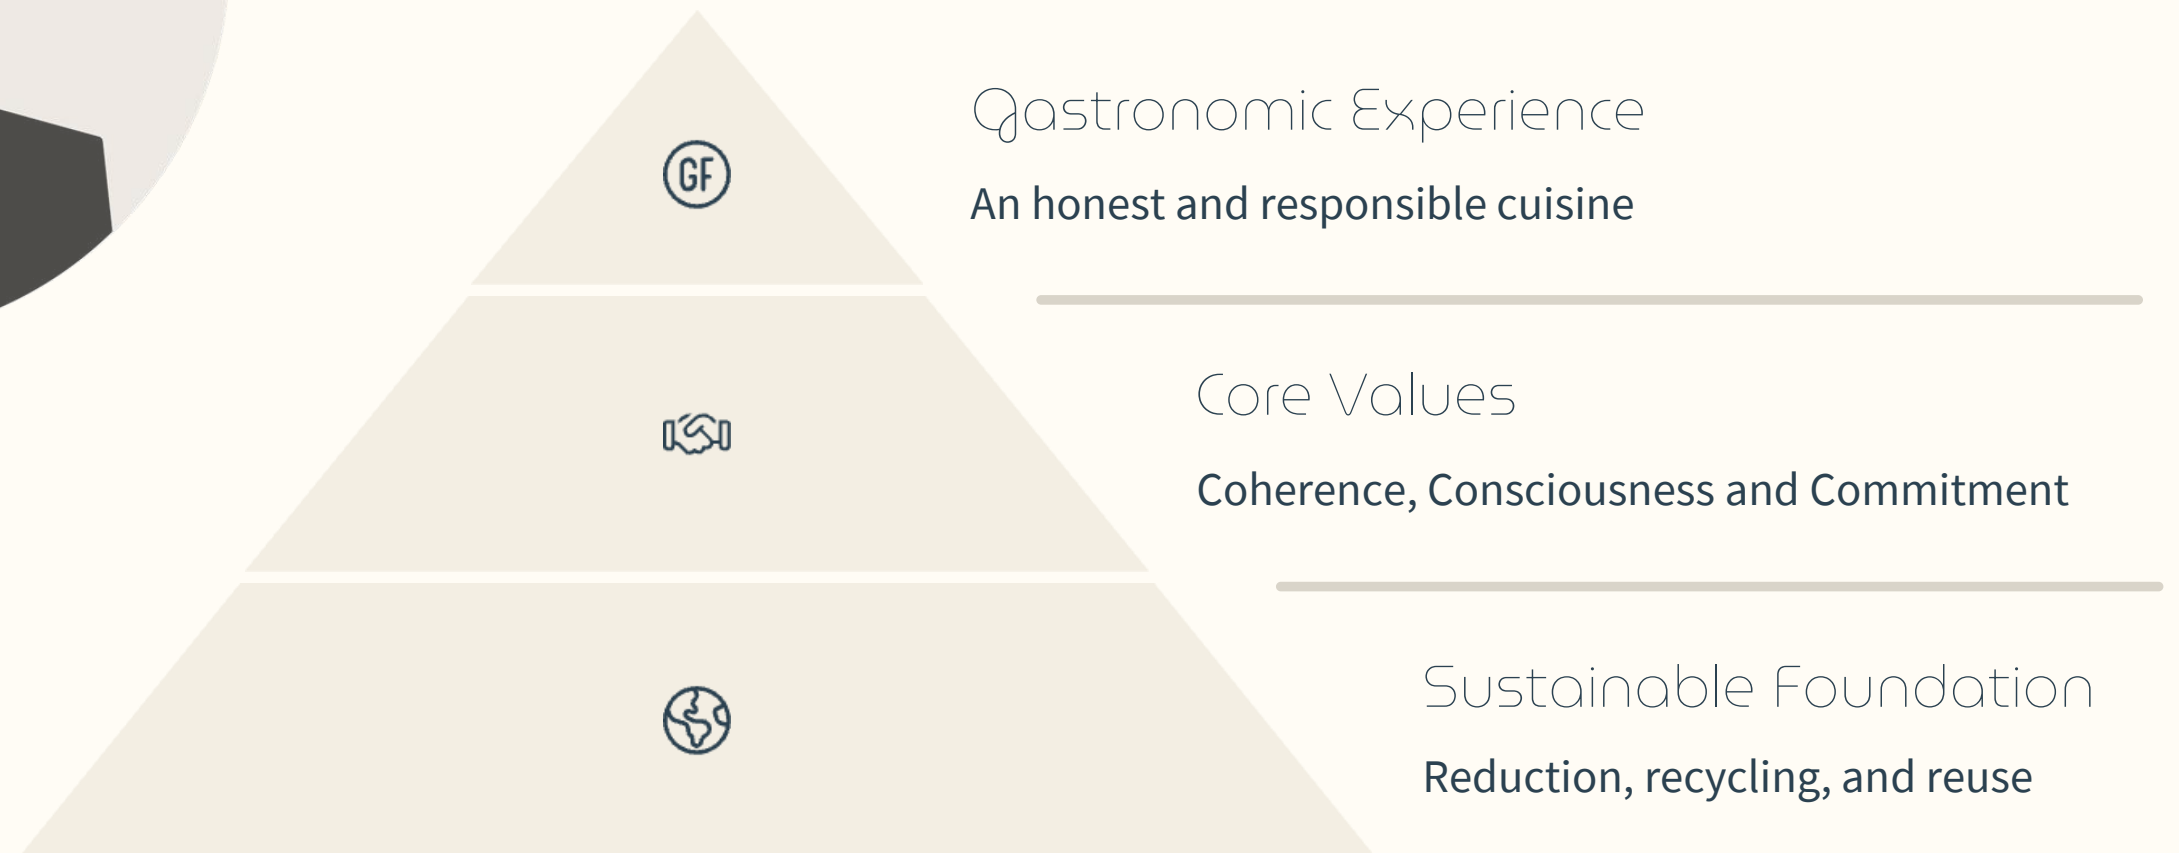 Gastronomic Experience
GF
An honest and responsible cuisine
Core Values
Coherence, Consciousness and Commitment
Sustainable Foundation
Reduction, recycling, and reuse